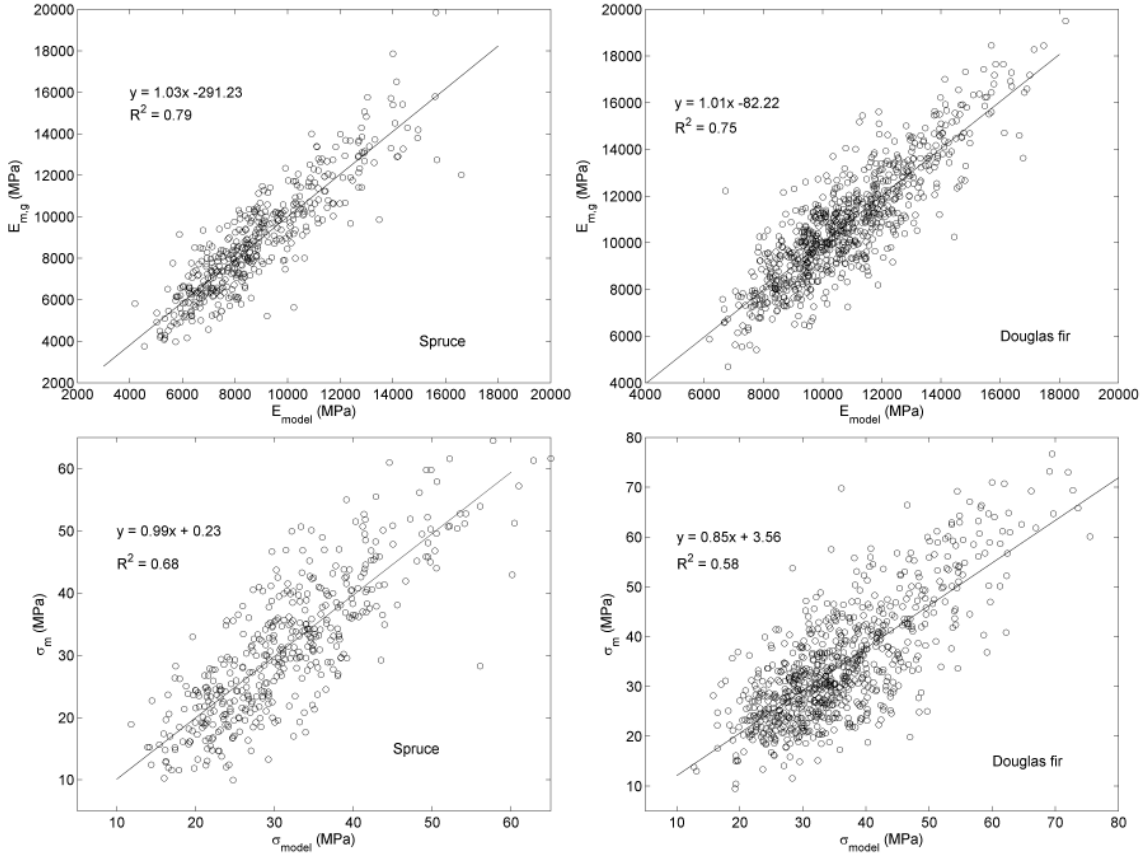 20000
18000
16000
14000
12000
10000
8000
6000
4000
2000
E_m,g (MPa)
y = 1.03x -291.23
R² = 0.79
Spruce
2000 4000 6000 8000 10000 12000 14000 16000 18000 20000
E_model (MPa)
20000
18000
16000
14000
12000
10000
8000
6000
4000
E_m,g (MPa)
y = 1.01x -82.22
R² = 0.75
Douglas fir
4000 6000 8000 10000 12000 14000 16000 18000 20000
E_model (MPa)
60
50
40
30
20
10
σ_m (MPa)
y = 0.99x + 0.23
R² = 0.68
Spruce
10 20 30 40 50 60
σ_model (MPa)
80
70
60
50
40
30
20
10
σ_m (MPa)
y = 0.85x + 3.56
R² = 0.58
Douglas fir
10 20 30 40 50 60 70 80
σ_model (MPa)